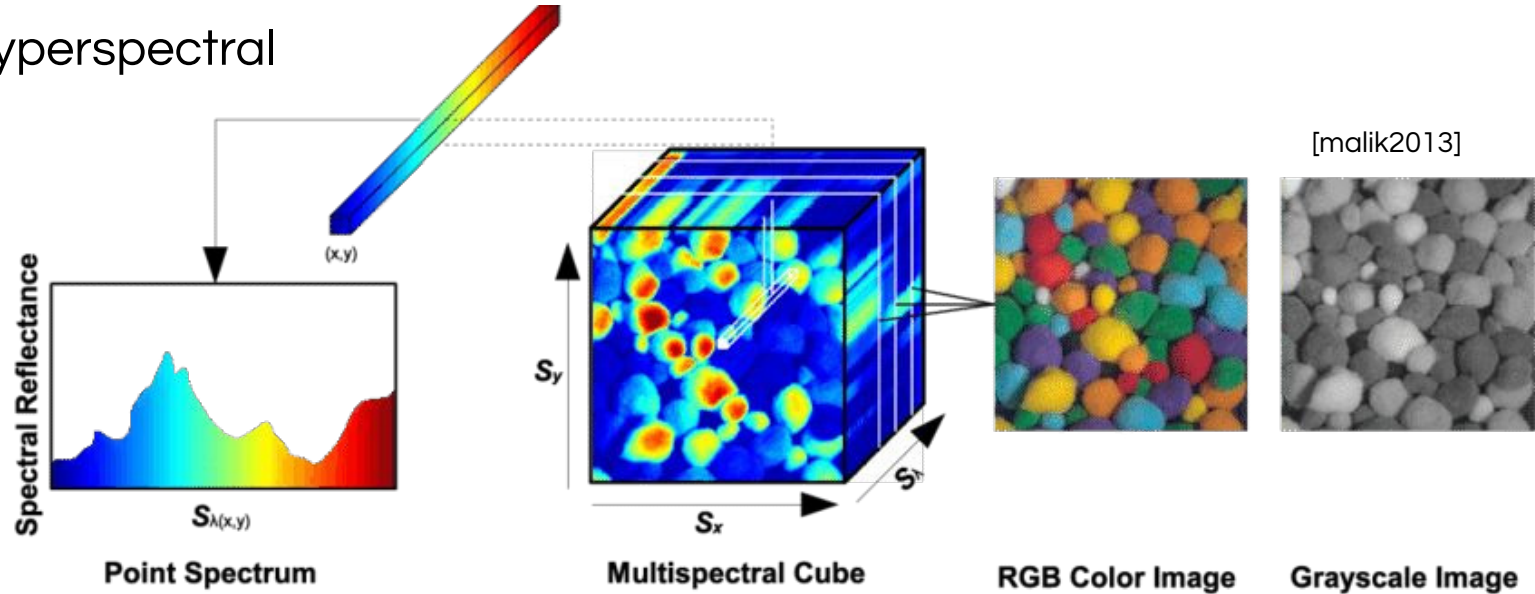 yperspectral
[malik2013]
(x,y)
Spectral Reflectance
Sλ(x,y)
Sy
Sx
Sλ
Point Spectrum
Multispectral Cube
RGB Color Image
Grayscale Image